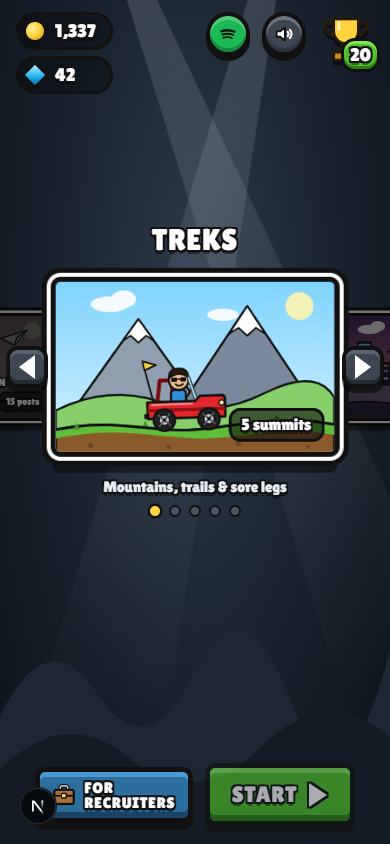 1,337
42
20
TREKS
15 posts
5 summits
Mountains, trails & sore legs
FOR
RECRUITERS
START
N